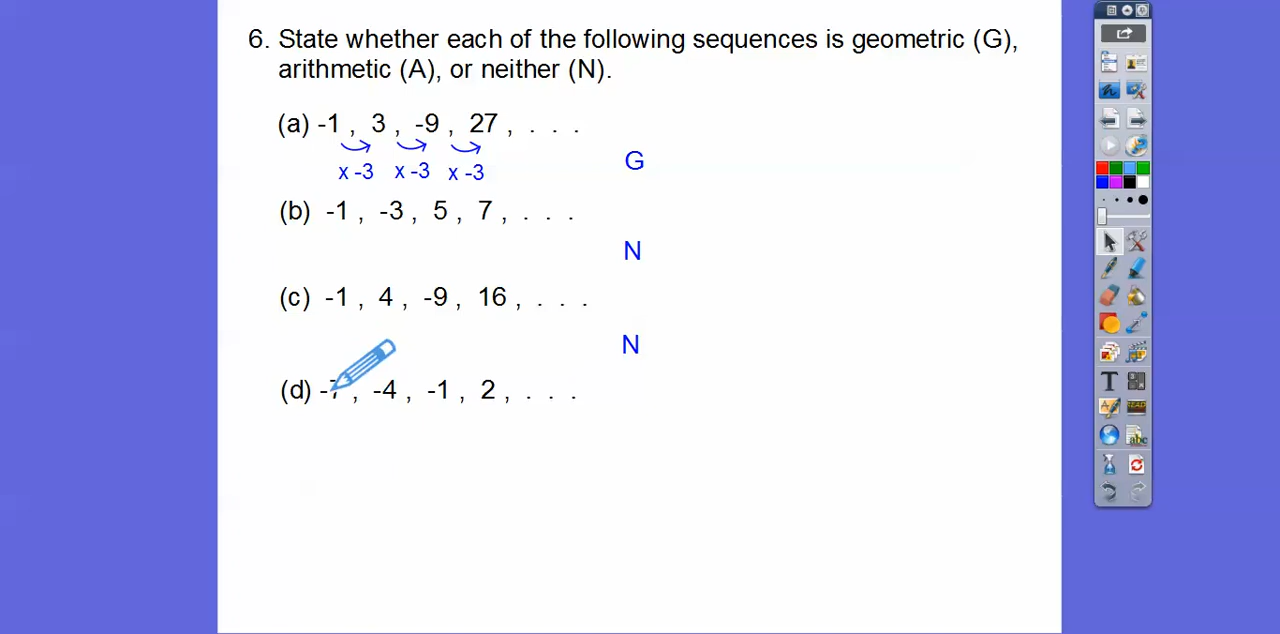 6. State whether each of the following sequences is geometric (G),
arithmetic (A), or neither (N).
(a) -1 , 3 , -9 , 27 , . . .
x -3 x -3 x -3
G
(b) -1 , -3 , 5 , 7 , . . .
N
(c) -1 , 4 , -9 , 16 , . . .
N
(d) -7 , -4 , -1 , 2 , . . .